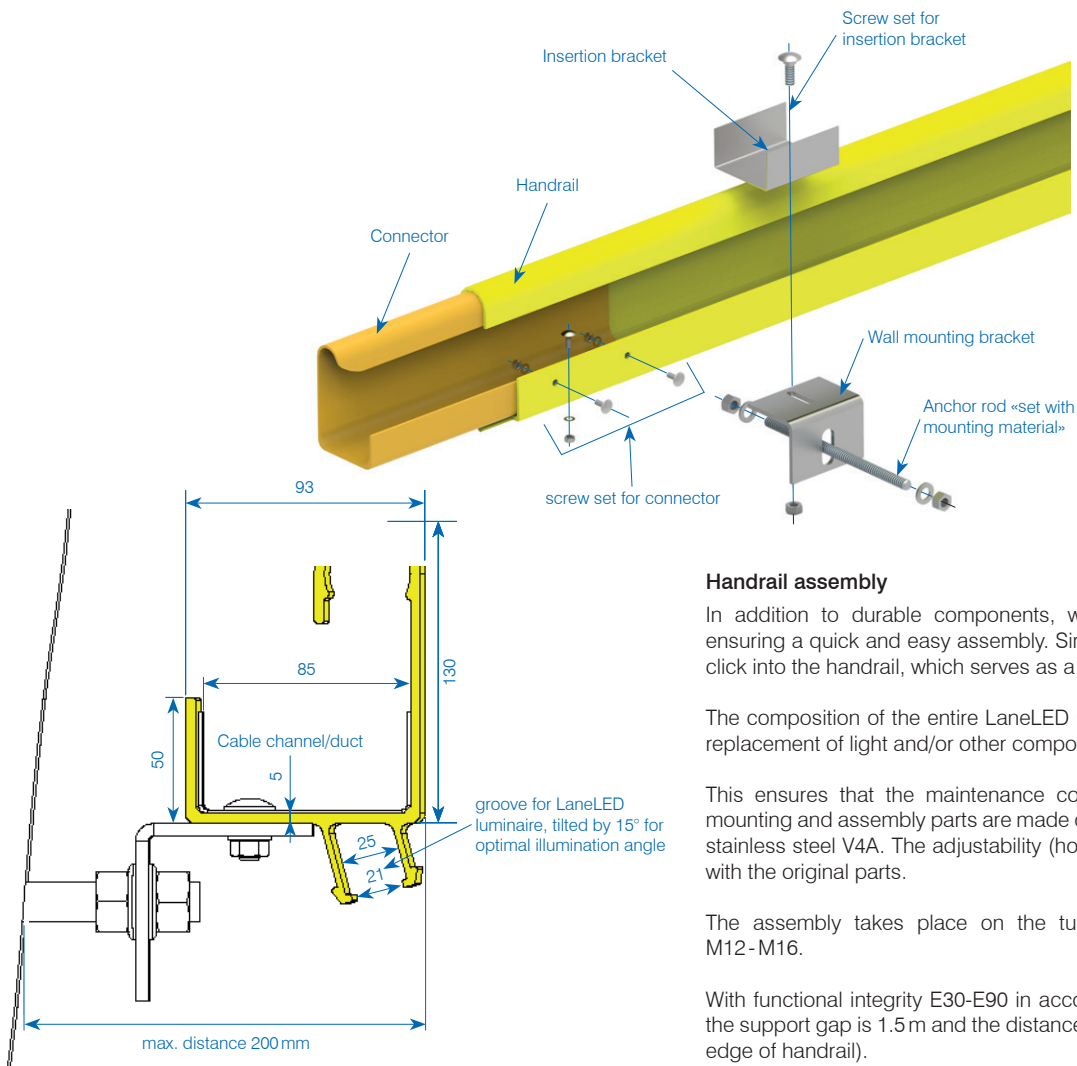 Screw set for
insertion bracket
Insertion bracket
Handrail
Connector
Wall mounting bracket
Anchor rod «set with
mounting material»
screw set for connector
93
130
85
50
Cable channel/duct
5
groove for LaneLED
luminaire, tilted by 15° for
optimal illumination angle
25
21
max. distance 200 mm
Handrail assembly
In addition to durable components, w
ensuring a quick and easy assembly. Sin
click into the handrail, which serves as a
The composition of the entire LaneLED
replacement of light and/or other compo
This ensures that the maintenance co
mounting and assembly parts are made o
stainless steel V4A. The adjustability (ho
with the original parts.
The assembly takes place on the tu
M12-M16.
With functional integrity E30-E90 in acco
the support gap is 1.5 m and the distance
edge of handrail).